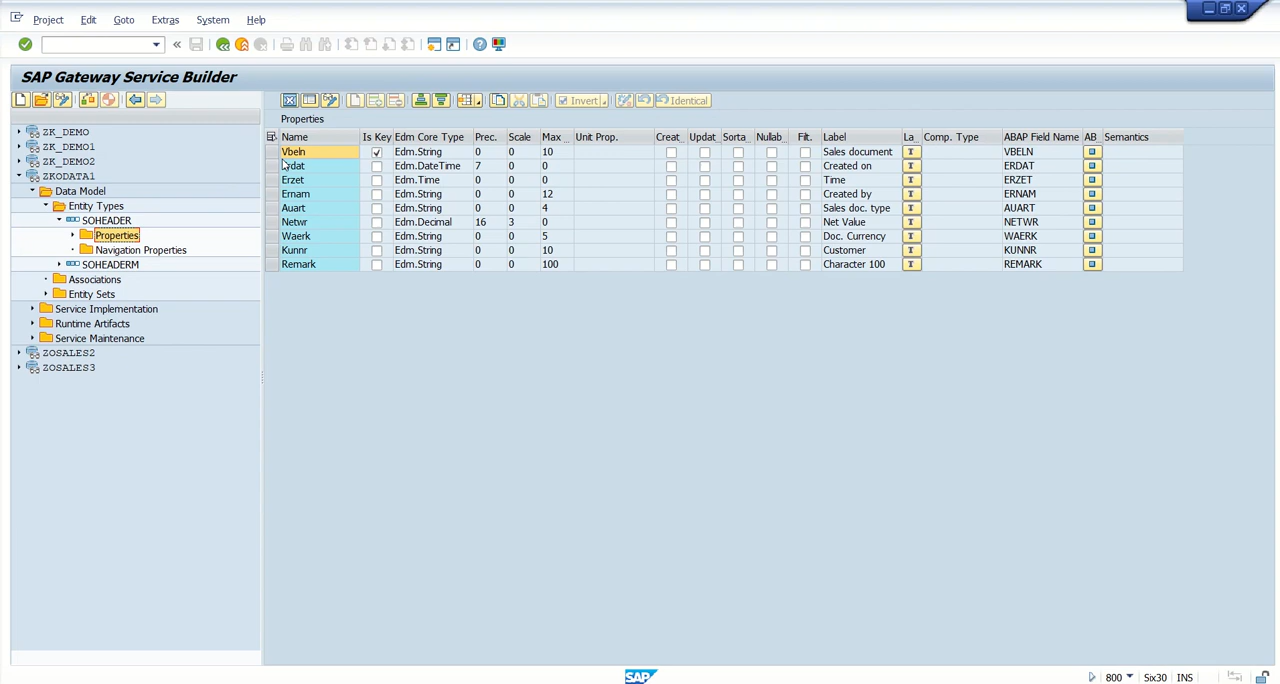 Project Edit Goto Extras System Help
SAP Gateway Service Builder
Invert
Identical
Properties
ZK_DEMO
ZK_DEMO1
ZK_DEMO2
ZKODATA1
Data Model
Entity Types
SOHEADER
Properties
Navigation Properties
SOHEADERM
Associations
Entity Sets
Service Implementation
Runtime Artifacts
Service Maintenance
ZOSALES2
ZOSALES3
Name Is Key Edm Core Type Prec. Scale Max Unit Prop. Creat Updat Sorta Nullab Filt. Label La Comp. Type ABAP Field Name AB Semantics
Vbeln Edm.String 0 0 10 Sales document T VBELN
Erdat Edm.DateTime 7 0 0 Created on T ERDAT
Erzet Edm.Time 0 0 0 Time T ERZET
Ernam Edm.String 0 0 12 Created by T ERNAM
Auart Edm.String 0 0 4 Sales doc. type T AUART
Netwr Edm.Decimal 16 3 0 Net Value T NETWR
Waerk Edm.String 0 0 5 Doc. Currency T WAERK
Kunnr Edm.String 0 0 10 Customer T KUNNR
Remark Edm.String 0 0 100 Character 100 T REMARK
SAP
800 Six30 INS